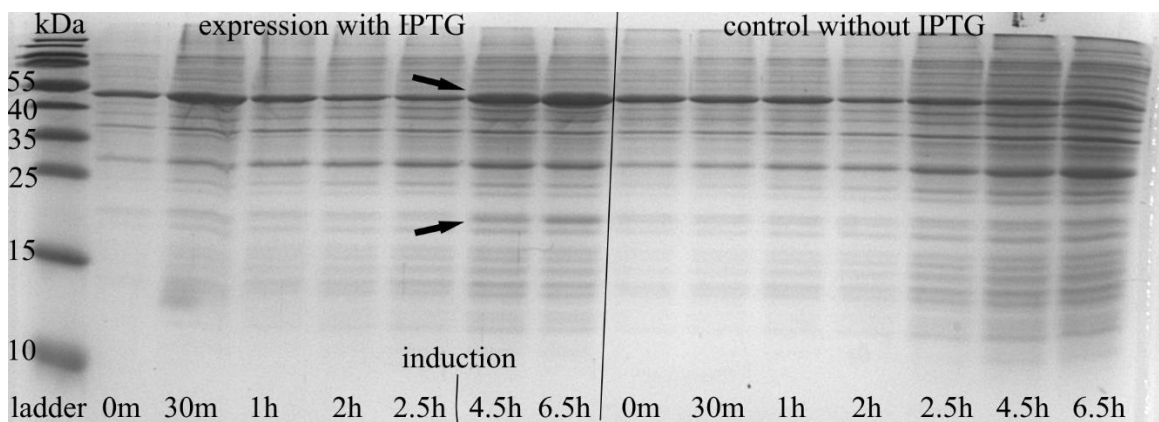 kDa expression with IPTG control without IPTG
55
40
35
25
15
10
induction
ladder 0m 30m 1h 2h 2.5h 4.5h 6.5h 0m 30m 1h 2h 2.5h 4.5h 6.5h